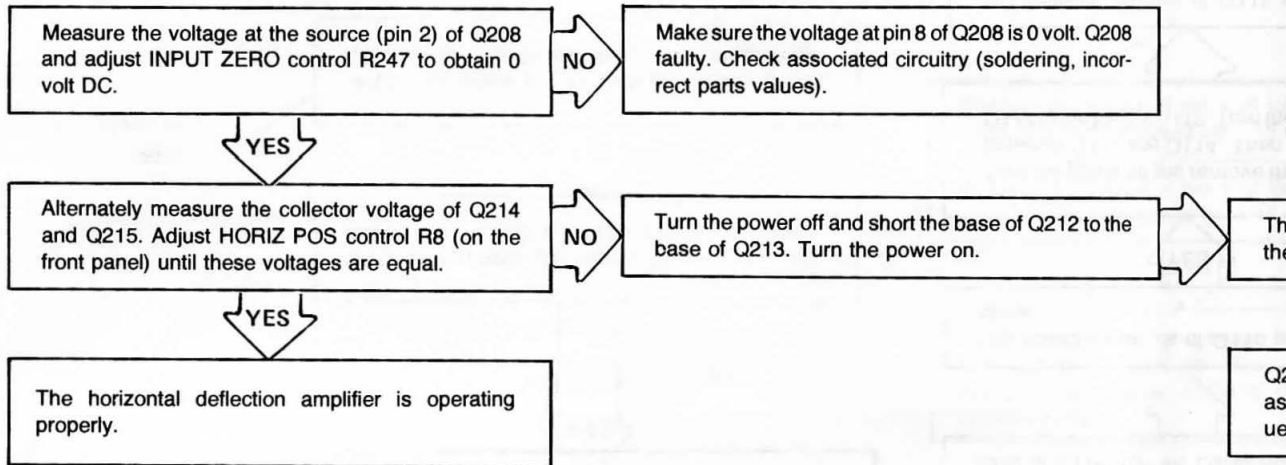 Measure the voltage at the source (pin 2) of Q208
and adjust INPUT ZERO control R247 to obtain 0
volt DC.
NO
Make sure the voltage at pin 8 of Q208 is 0 volt. Q208
faulty. Check associated circuitry (soldering, incor-
rect parts values).
YES
Alternately measure the collector voltage of Q214
and Q215. Adjust HORIZ POS control R8 (on the
front panel) until these voltages are equal.
NO
Turn the power off and short the base of Q212 to the
base of Q213. Turn the power on.
YES
The horizontal deflection amplifier is operating
properly.